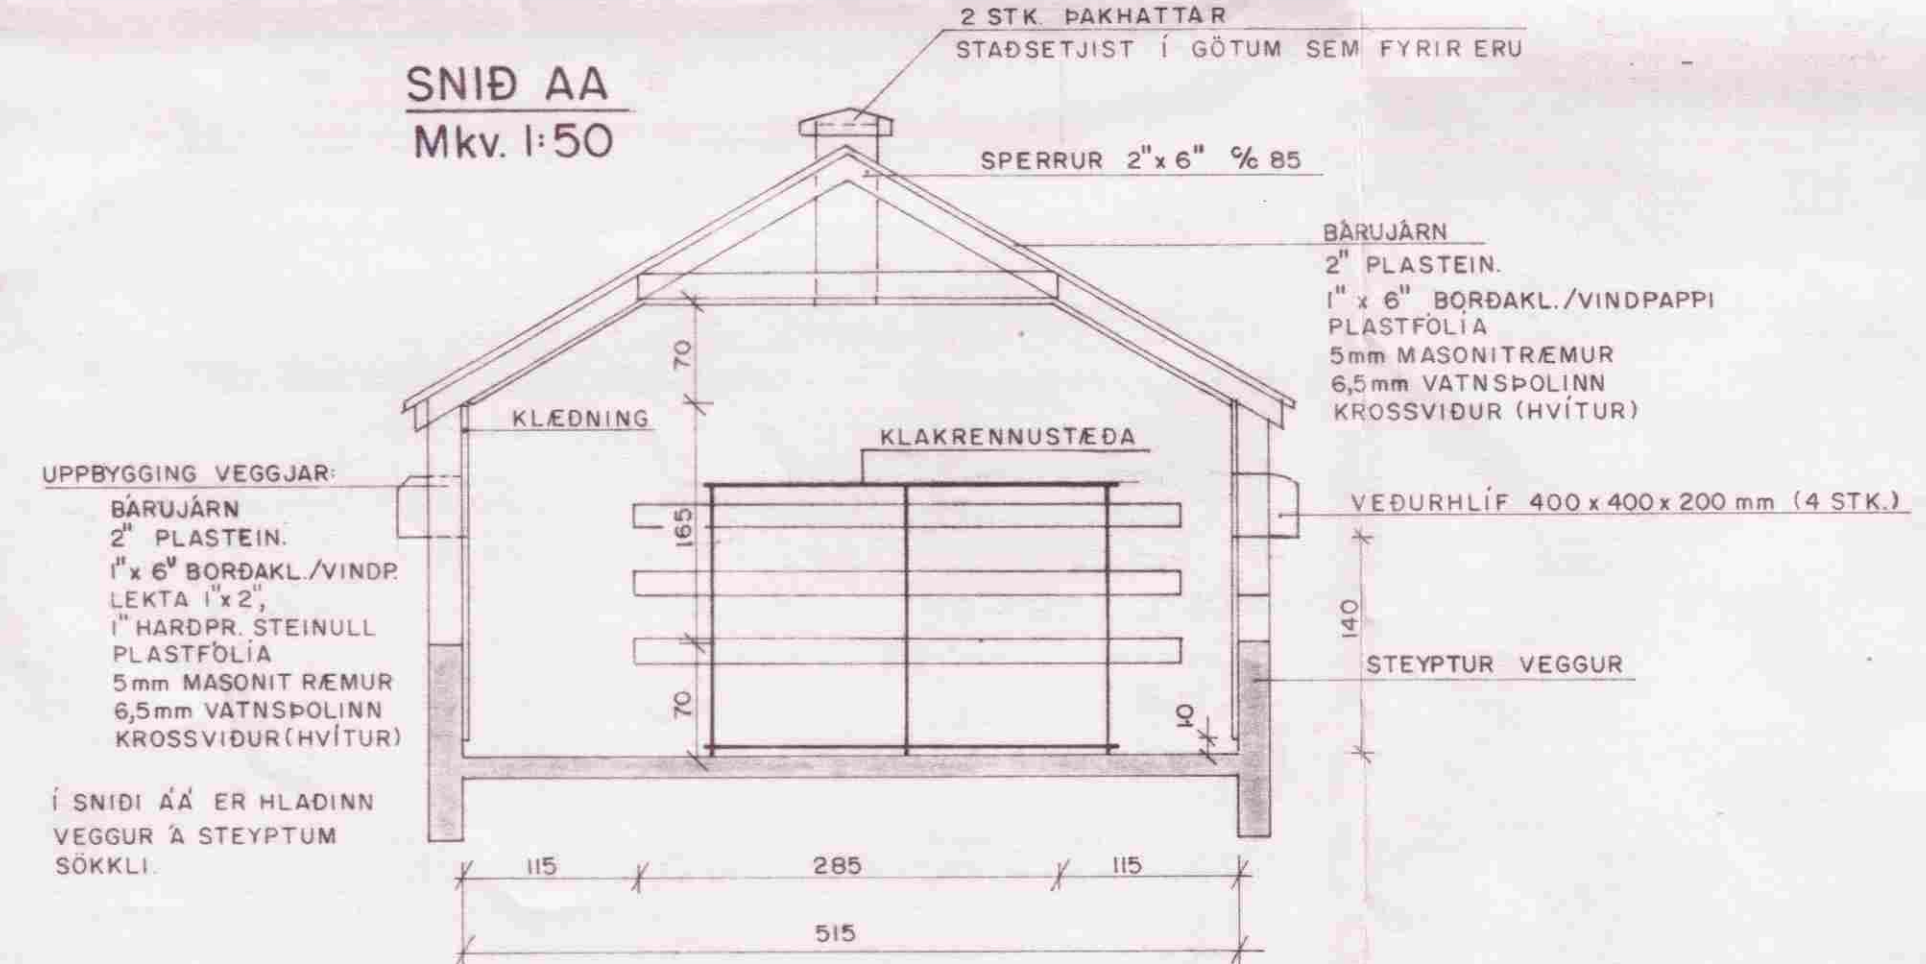 2 STK. ÞAKHATTAR
STAÐSETJIST Í GÖTUM SEM FYRIR ERU
SNIÐ AA
Mkv. 1:50
SPERRUR 2" x 6" c/c 85
BÁRUJÁRN
2" PLASTEIN.
1" x 6" BORÐAKL./VINDPAPPI
PLASTFÓLÍA
5mm MASONITRÆMUR
6,5mm VATNSÞOLINN
KROSSVIÐUR (HVÍTUR)
70
KLÆÐNING
KLAKRENNUSTÆÐA
UPPBYGGING VEGGJAR:
BÁRUJÁRN
2" PLASTEIN.
1" x 6" BORÐAKL./VINDP.
LEKTA 1" x 2",
1" HARÐPR. STEINULL
PLASTFÓLÍA
5mm MASONIT RÆMUR
6,5mm VATNSÞOLINN
KROSSVIÐUR (HVÍTUR)
165
VEÐURHLÍF 400 x 400 x 200 mm (4 STK.)
140
STEYPTUR VEGGUR
70
10
Í SNIÐI ÁÁ ER HLAÐINN
VEGGUR Á STEYPTUM
SÖKKLI.
115 285 115
515